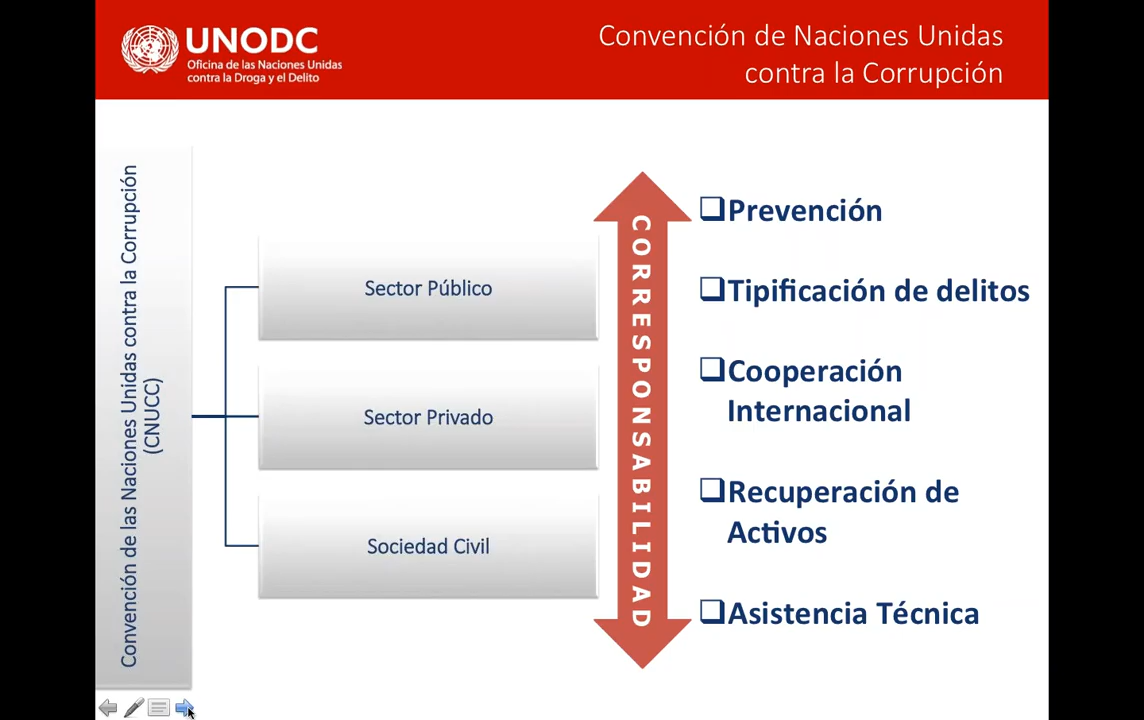 UNODC
Oficina de las Naciones Unidas
contra la Droga y el Delito
Convención de Naciones Unidas
contra la Corrupción
Convención de las Naciones Unidas contra la Corrupción
(CNUCC)
Sector Público
Sector Privado
Sociedad Civil
CORRESPONSABILIDAD
❑Prevención
❑Tipificación de delitos
❑Cooperación
Internacional
❑Recuperación de
Activos
❑Asistencia Técnica